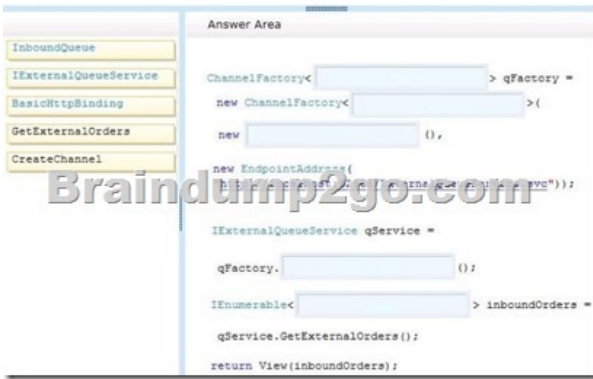 Answer Area
InboundQueue
IExternalQueueService
BasicHttpBinding
GetExternalOrders
CreateChannel
ChannelFactory< > qFactory =
new ChannelFactory< >(
new (),
new EndpointAddress(
svc"));
Braindump2go.com
IExternalQueueService qService =
qFactory. ();
IEnumerable< > inboundOrders =
qService.GetExternalOrders();
return View(inboundOrders);